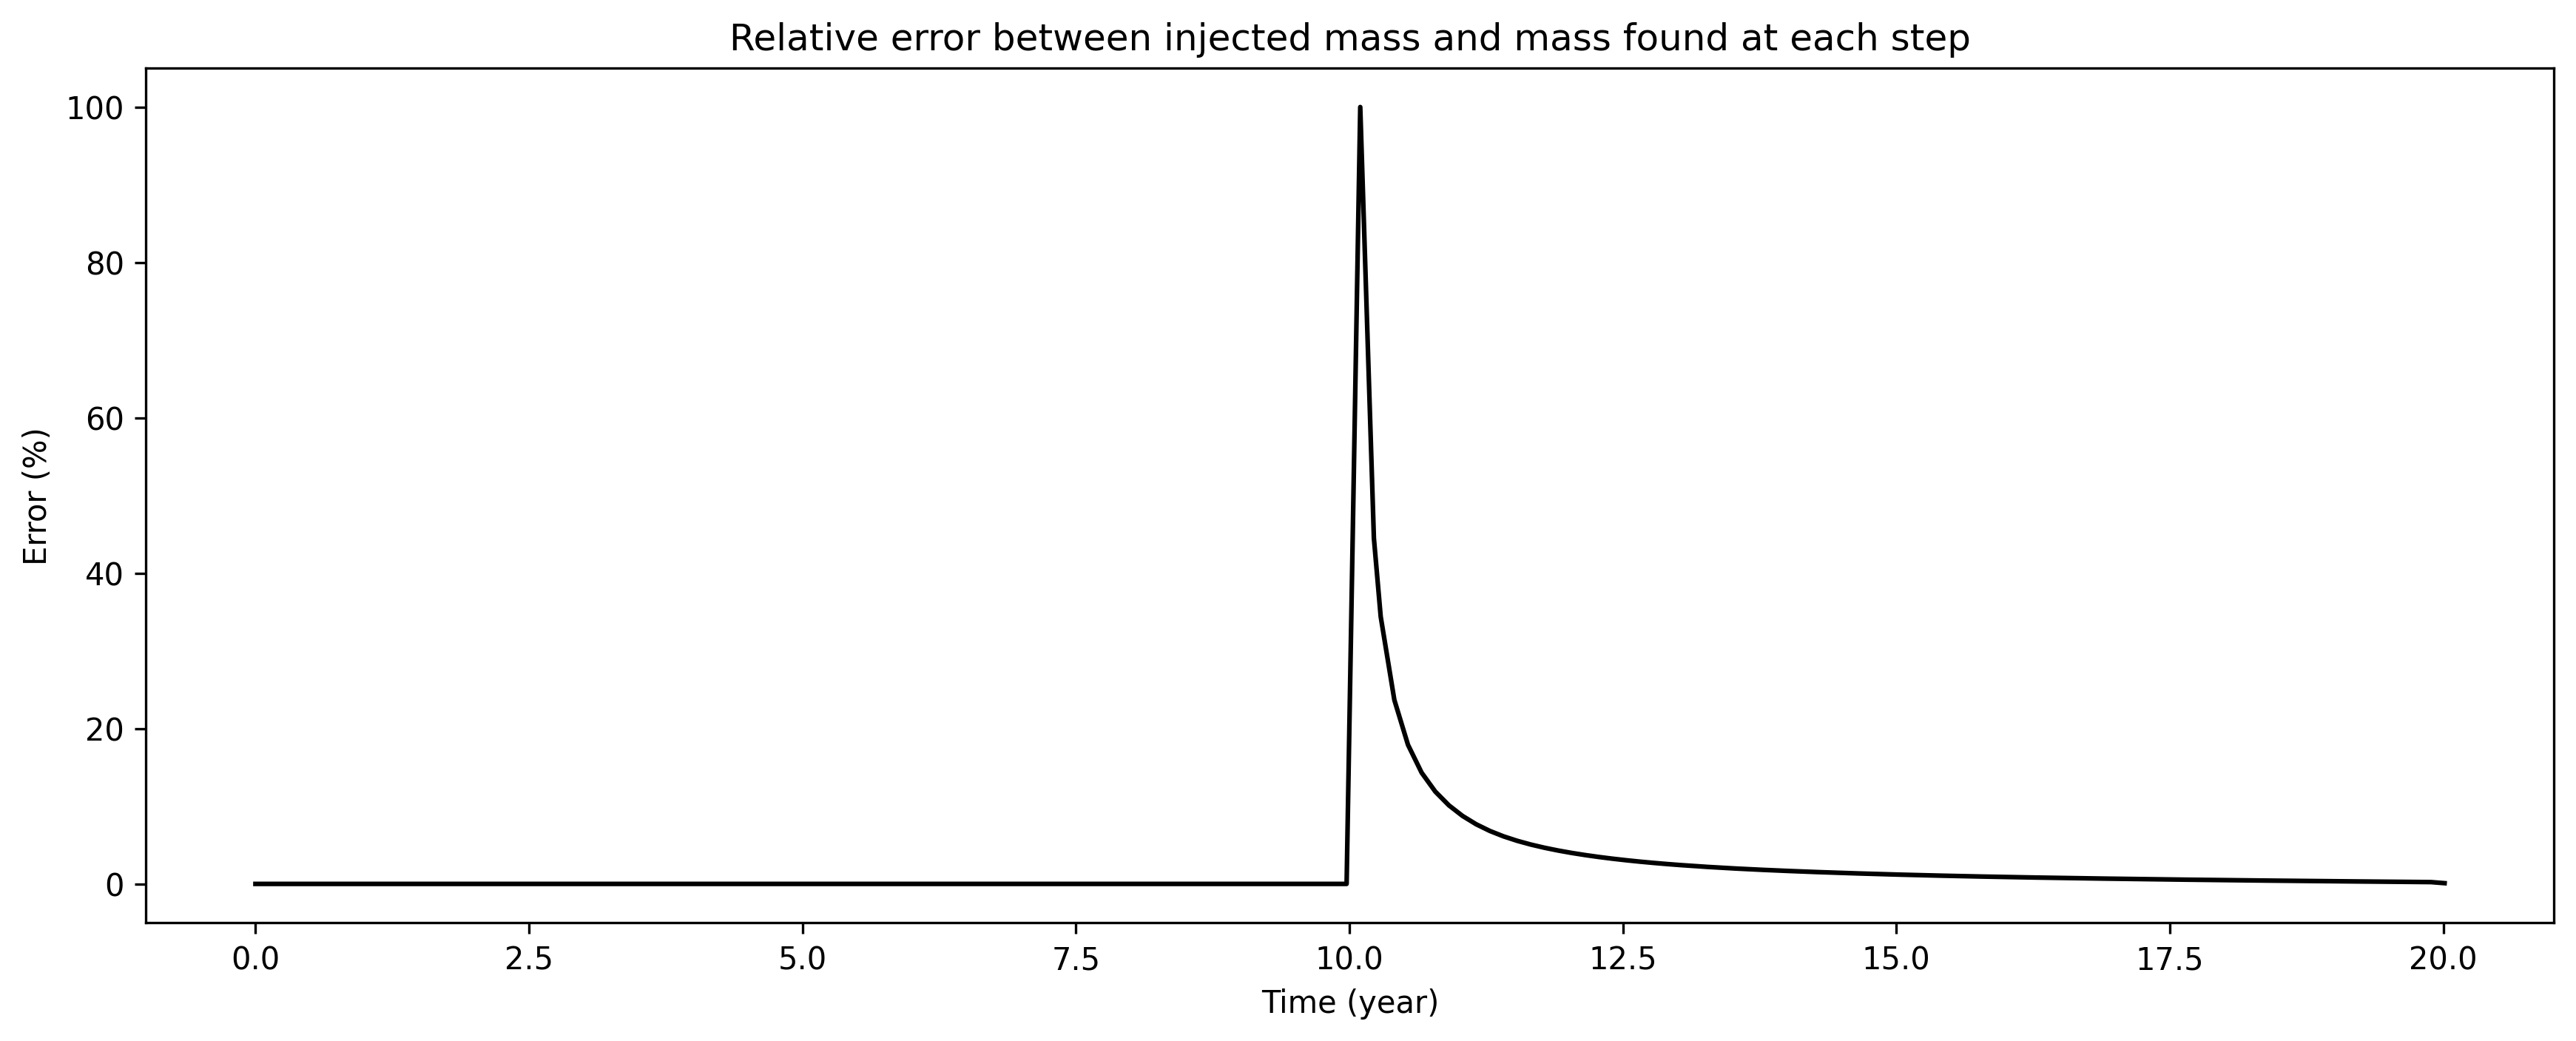 Relative error between injected mass and mass found at each step
Error (%)
100
80
60
40
20
0
0.0 2.5 5.0 7.5 10.0 12.5 15.0 17.5 20.0
Time (year)